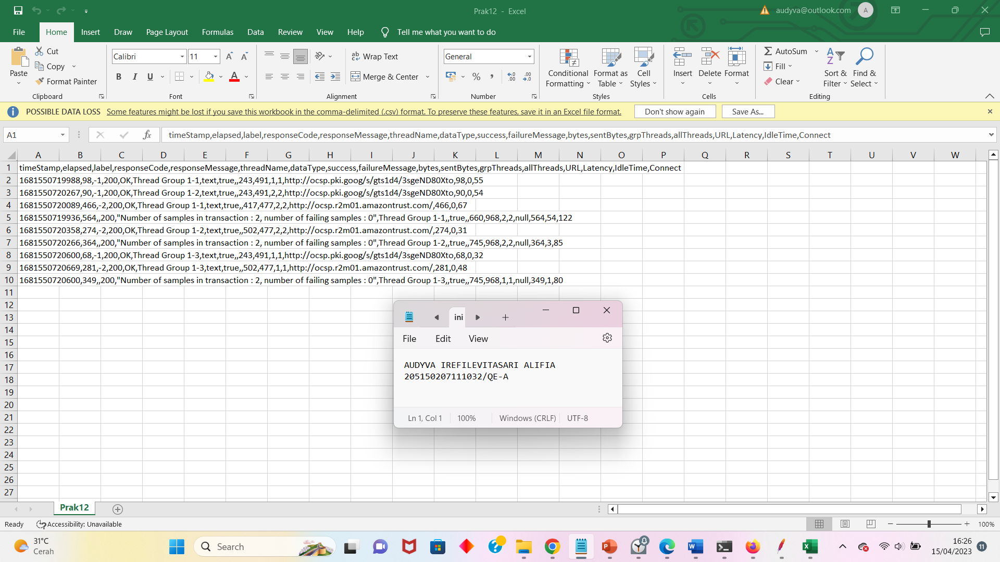 Prak12 - Excel
audyva@outlook.com
A
File
Home
Insert
Draw
Page Layout
Formulas
Data
Review
View
Help
Tell me what you want to do
Paste
Cut
Copy
Format Painter
Clipboard
Calibri
11
B I U
Font
Wrap Text
Merge & Center
Alignment
General
Number
Conditional Formatting
Format as Table
Cell Styles
Styles
Insert
Delete
Format
Cells
AutoSum
Fill
Clear
Sort & Filter
Find & Select
Editing
POSSIBLE DATA LOSS Some features might be lost if you save this workbook in the comma-delimited (.csv) format. To preserve these features, save it in an Excel file format.
Don't show again
Save As...
A1
fx
timeStamp,elapsed,label,responseCode,responseMessage,threadName,dataType,success,failureMessage,bytes,sentBytes,grpThreads,allThreads,URL,Latency,IdleTime,Connect
A B C D E F G H I J K L M N O P Q R S T U V W
1 timeStamp,elapsed,label,responseCode,responseMessage,threadName,dataType,success,failureMessage,bytes,sentBytes,grpThreads,allThreads,URL,Latency,IdleTime,Connect
2 1681550719988,98,-1,200,OK,Thread Group 1-1,text,true,,243,491,1,1,http://ocsp.pki.goog/s/gts1d4/3sgeND80Xto,98,0,55
3 1681550720267,90,-1,200,OK,Thread Group 1-2,text,true,,243,491,2,2,http://ocsp.pki.goog/s/gts1d4/3sgeND80Xto,90,0,54
4 1681550720089,466,-2,200,OK,Thread Group 1-1,text,true,,417,477,2,2,http://ocsp.r2m01.amazontrust.com/,466,0,67
5 1681550719936,564,,200,"Number of samples in transaction : 2, number of failing samples : 0",Thread Group 1-1,,true,,660,968,2,2,null,564,54,122
6 1681550720358,274,-2,200,OK,Thread Group 1-2,text,true,,502,477,2,2,http://ocsp.r2m01.amazontrust.com/,274,0,31
7 1681550720266,364,,200,"Number of samples in transaction : 2, number of failing samples : 0",Thread Group 1-2,,true,,745,968,2,2,null,364,3,85
8 1681550720600,68,-1,200,OK,Thread Group 1-3,text,true,,243,491,1,1,http://ocsp.pki.goog/s/gts1d4/3sgeND80Xto,68,0,32
9 1681550720669,281,-2,200,OK,Thread Group 1-3,text,true,,502,477,1,1,http://ocsp.r2m01.amazontrust.com/,281,0,48
10 1681550720600,349,,200,"Number of samples in transaction : 2, number of failing samples : 0",Thread Group 1-3,,true,,745,968,1,1,null,349,1,80
11
12
13
14
15
16
17
18
19
20
21
22
23
24
25
26
27
ini
File Edit View
AUDYVA IREFILEVITASARI ALIFIA
205150207111032/QE-A
Ln 1, Col 1
100%
Windows (CRLF)
UTF-8
Prak12
Ready
Accessibility: Unavailable
100%
31°C
Cerah
Search
16:26
15/04/2023
11